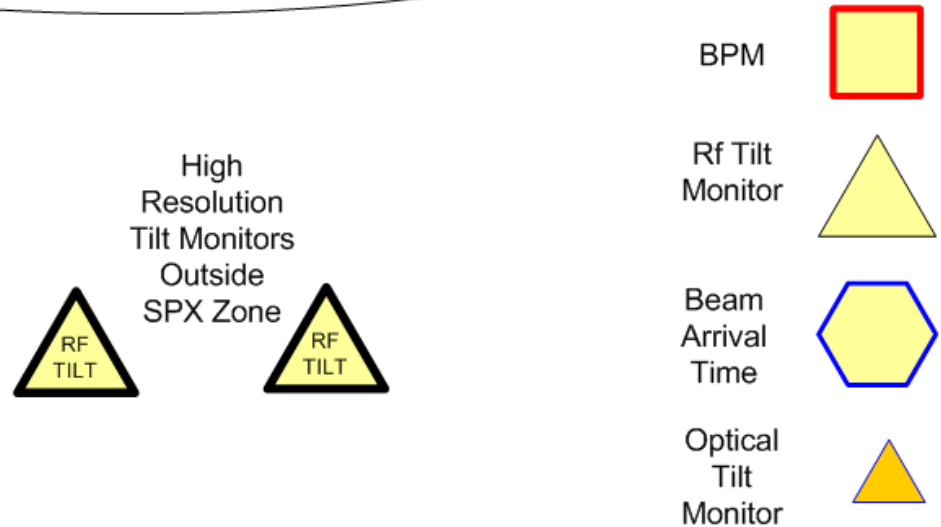 High
Resolution
Tilt Monitors
Outside
SPX Zone
RF
TILT
RF
TILT
BPM
Rf Tilt
Monitor
Beam
Arrival
Time
Optical
Tilt
Monitor